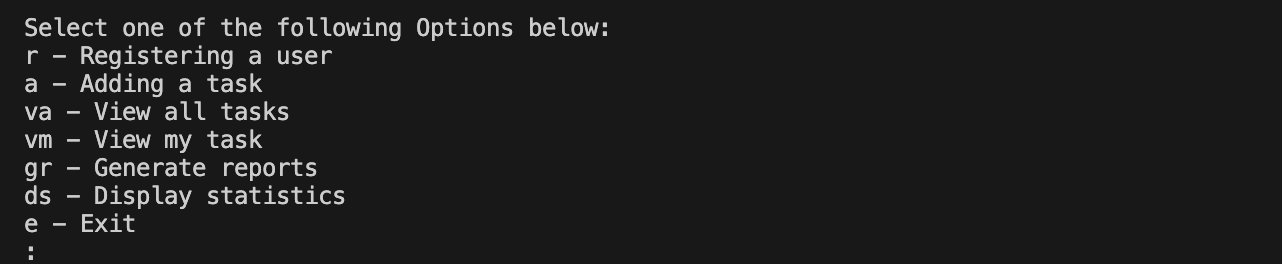 Select one of the following Options below:
r – Registering a user
a – Adding a task
va – View all tasks
vm – View my task
gr – Generate reports
ds – Display statistics
e – Exit
: